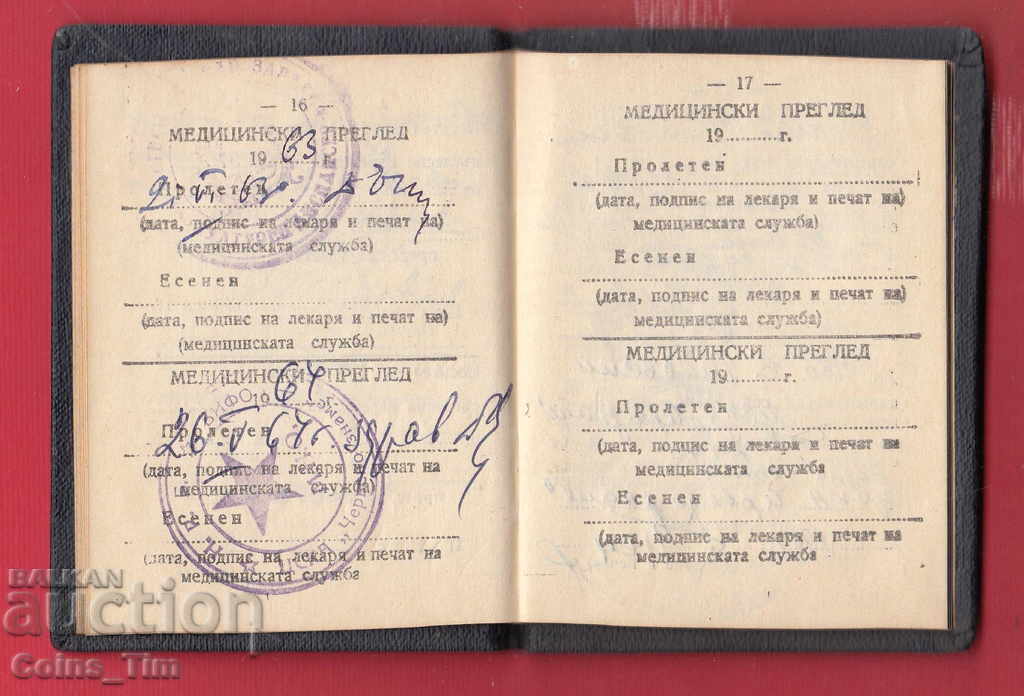 — 16 —
МЕДИЦИНСКИ ПРЕГЛЕД
19 63 г.
Пролетен
(дата, подпис на лекаря и печат на)
(медицинската служба)
Есенен
(дата, подпис на лекаря и печат на)
(медицинската служба)
МЕДИЦИНСКИ ПРЕГЛЕД
19 64
26. V 64 г. здрав
Пролетен
(дата, подпис на лекаря и печат на
медицинската служба)
Есенен
(дата, подпис на лекаря и печат на
медицинската служба
— 17 —
МЕДИЦИНСКИ ПРЕГЛЕД
19..........г.
Пролетен
(дата, подпис на лекаря и печат на)
медицинската служба)
Есенен
(дата, подпис на лекаря и печат на)
медицинската служба)
МЕДИЦИНСКИ ПРЕГЛЕД
19..........г.
Пролетен
(дата, подпис на лекаря и печат на
медицинската служба
Есенен
(дата, подпис на лекаря и печат на
медицинската служба
BALKAN
auction
Coins_Tim